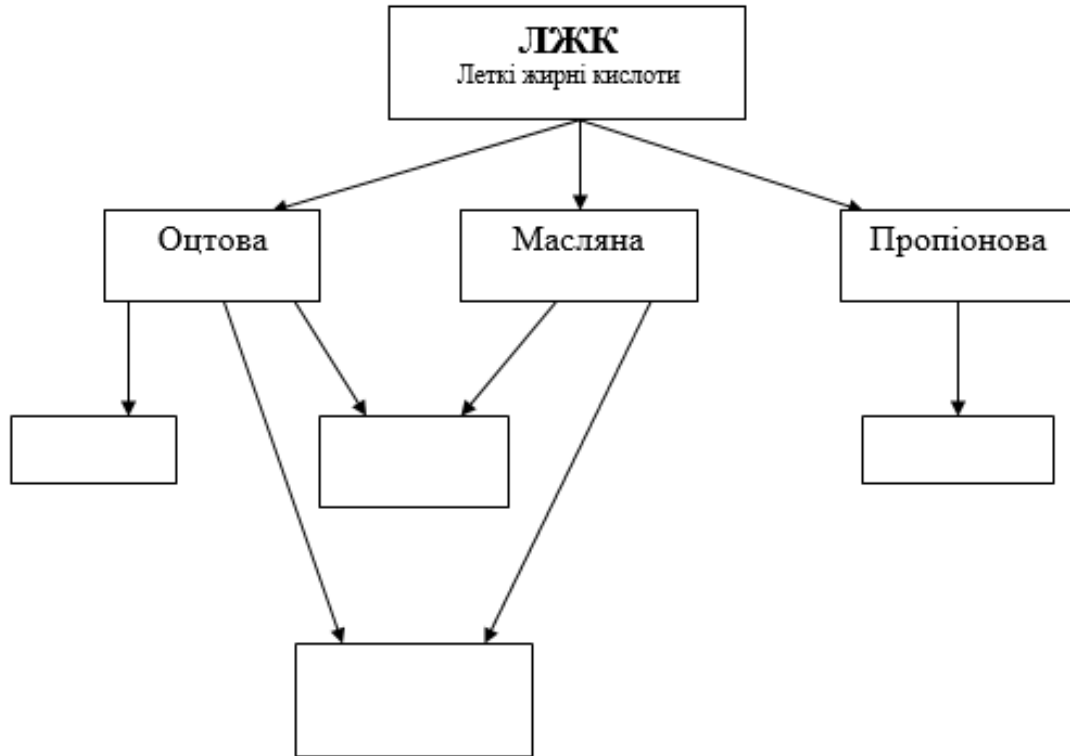 ЛЖК
Леткі жирні кислоти
Оцтова
Масляна
Пропіонова